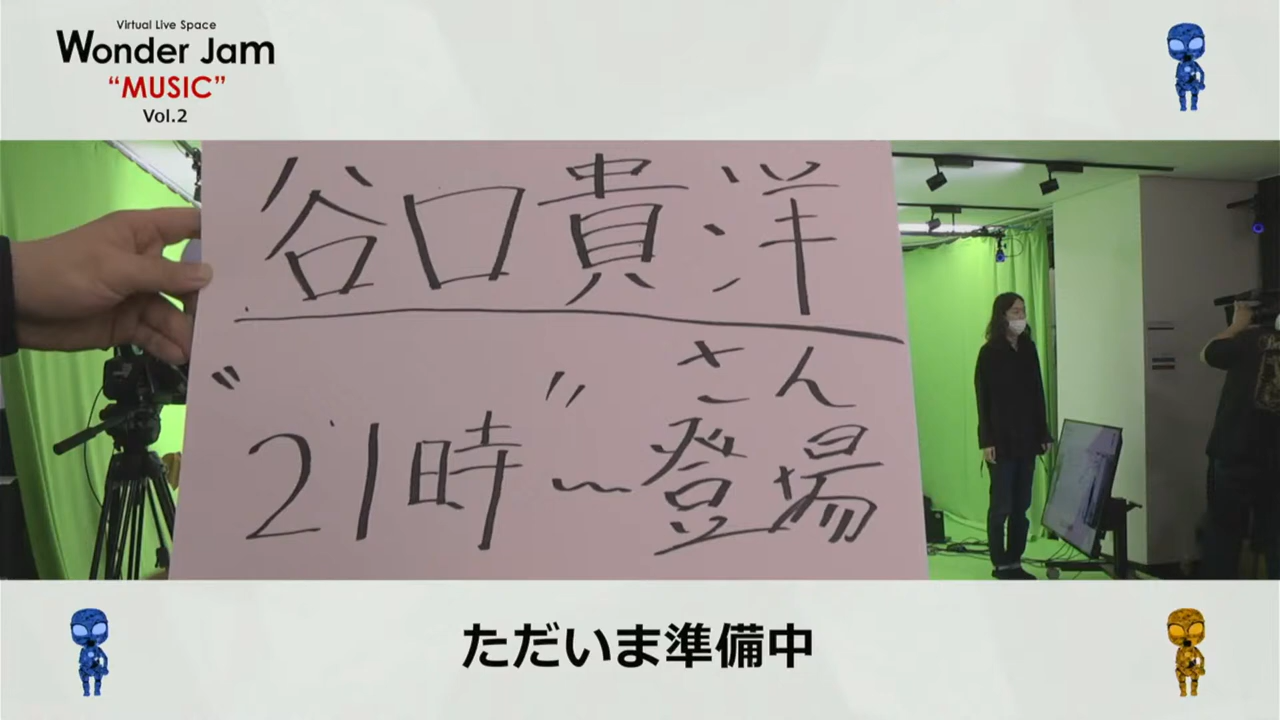 Virtual Live Space
Wonder Jam
“MUSIC”
Vol.2
谷口貴洋
さん
"21時"〜登場
ただいま準備中